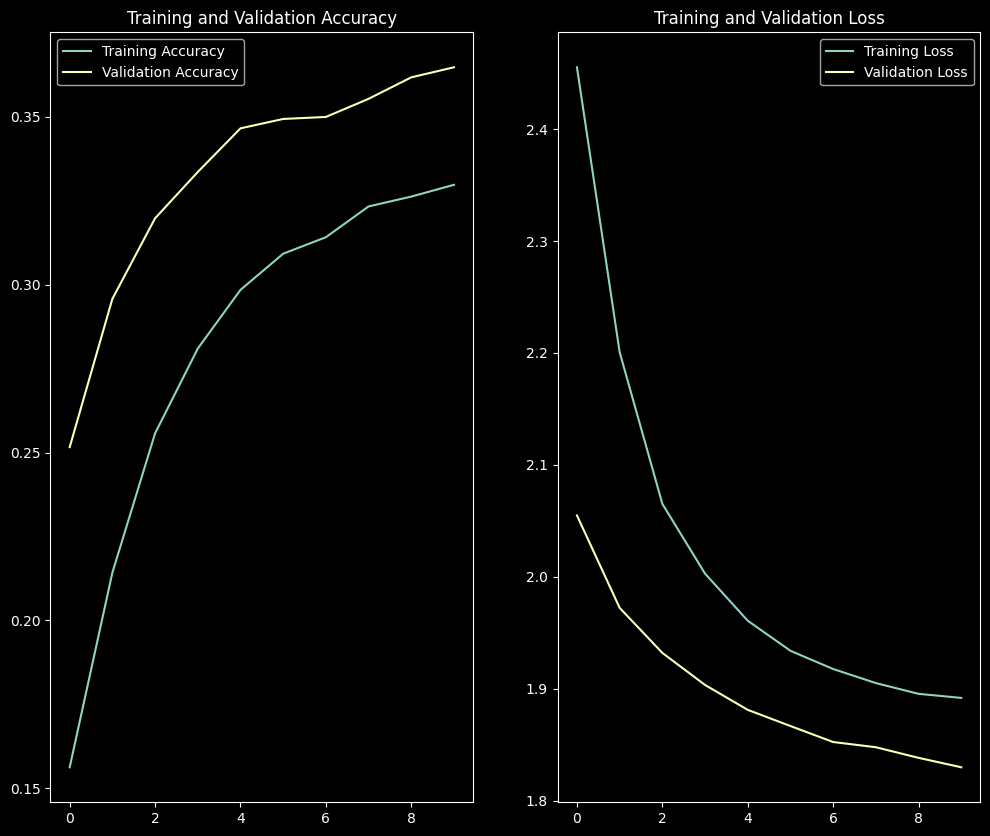 Training and Validation Accuracy
Training Accuracy
Validation Accuracy
0.35
0.30
0.25
0.20
0.15
0 2 4 6 8
Training and Validation Loss
Training Loss
Validation Loss
2.4
2.3
2.2
2.1
2.0
1.9
1.8
0 2 4 6 8